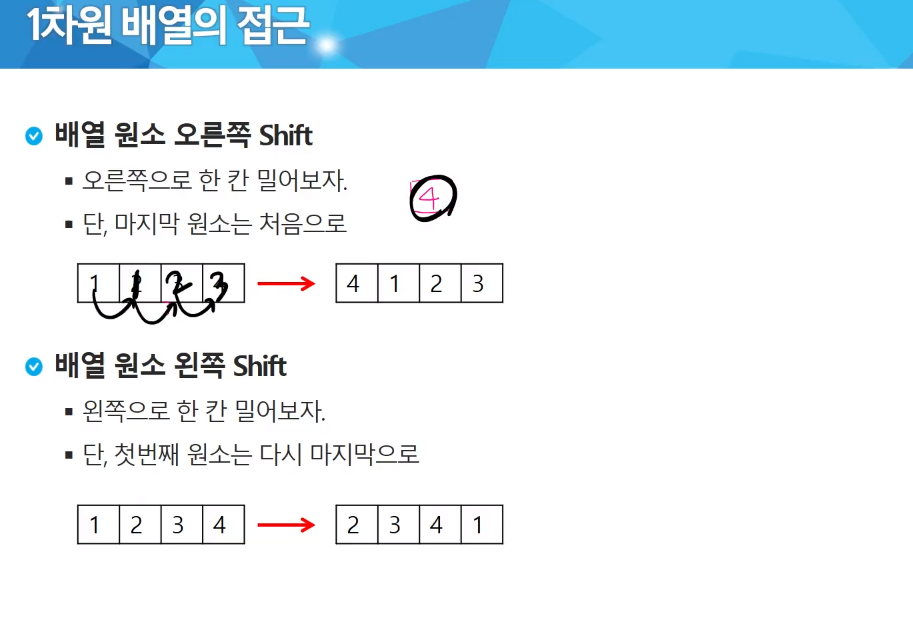 1차원 배열의 접근
배열 원소 오른쪽 Shift
오른쪽으로 한 칸 밀어보자.
4
단, 마지막 원소는 처음으로
1 1 2 3 4 1 2 3
배열 원소 왼쪽 Shift
왼쪽으로 한 칸 밀어보자.
단, 첫번째 원소는 다시 마지막으로
1 2 3 4 2 3 4 1